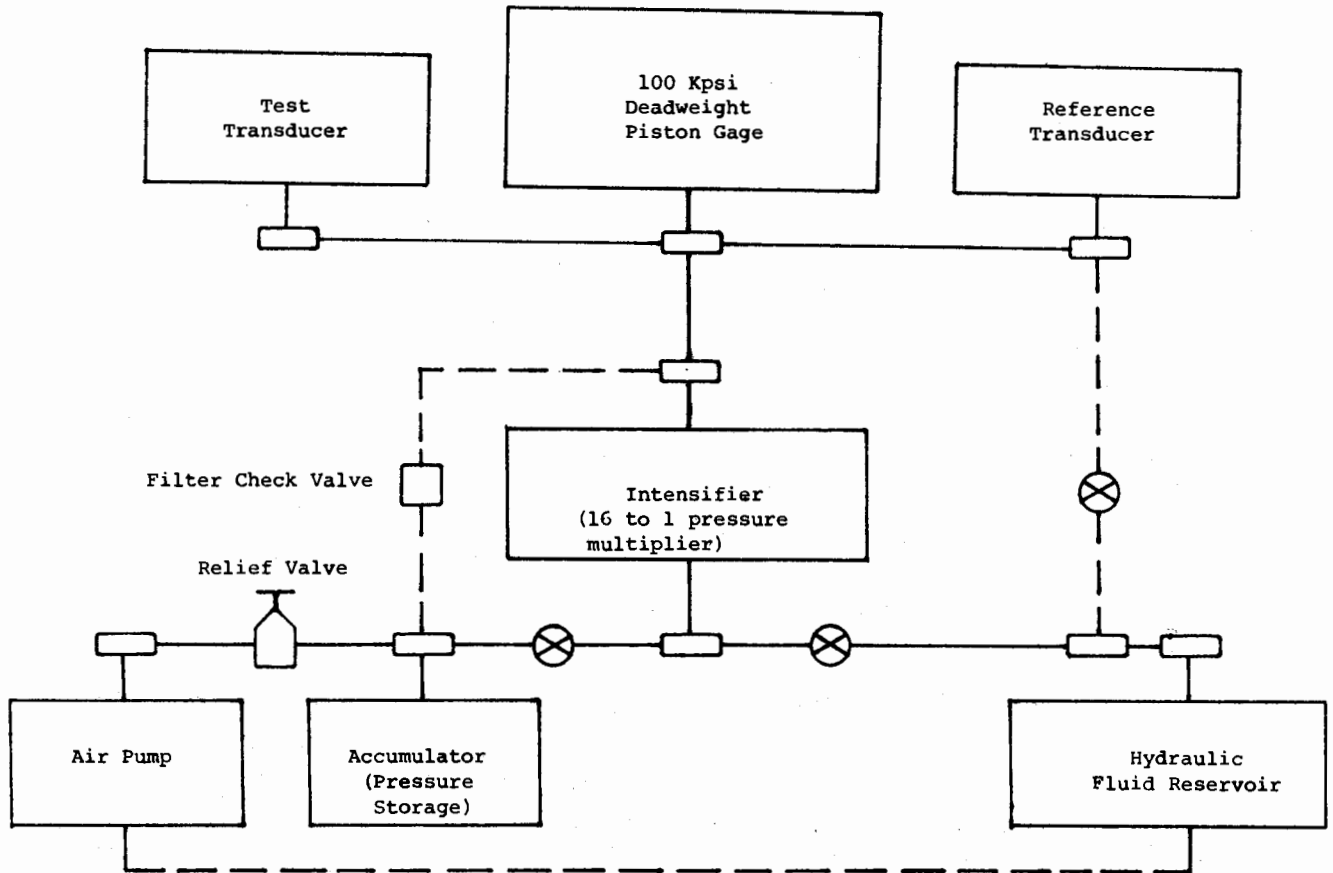 Test
Transducer
100 Kpsi
Deadweight
Piston Gage
Reference
Transducer
Filter Check Valve
Intensifier
(16 to 1 pressure
multiplier)
Relief Valve
Air Pump
Accumulator
(Pressure
Storage)
Hydraulic
Fluid Reservoir